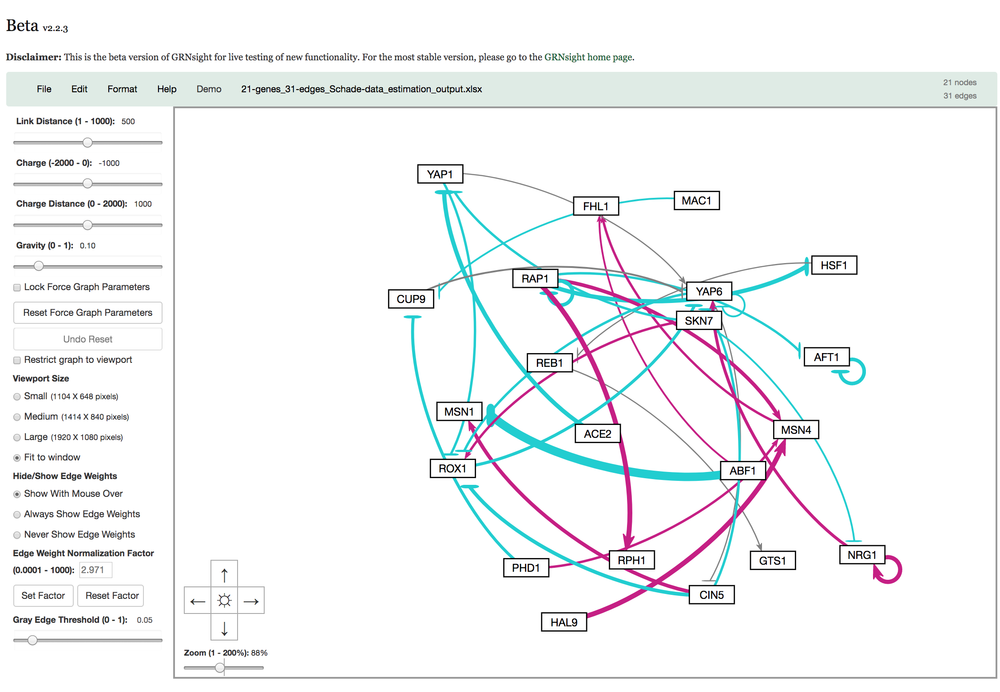 Beta v2.2.3
Disclaimer: This is the beta version of GRNsight for live testing of new functionality. For the most stable version, please go to the GRNsight home page.
File Edit Format Help Demo 21-genes_31-edges_Schade-data_estimation_output.xlsx
21 nodes
31 edges
Link Distance (1 - 1000): 500
Charge (-2000 - 0): -1000
Charge Distance (0 - 2000): 1000
Gravity (0 - 1): 0.10
Lock Force Graph Parameters
Reset Force Graph Parameters
Undo Reset
Restrict graph to viewport
Viewport Size
Small (1104 X 648 pixels)
Medium (1414 X 840 pixels)
Large (1920 X 1080 pixels)
Fit to window
Hide/Show Edge Weights
Show With Mouse Over
Always Show Edge Weights
Never Show Edge Weights
Edge Weight Normalization Factor
(0.0001 - 1000): 2.971
Set Factor Reset Factor
Gray Edge Threshold (0 - 1): 0.05
Zoom (1 - 200%): 88%
YAP1
MAC1
FHL1
HSF1
RAP1
YAP6
CUP9
SKN7
AFT1
REB1
MSN1
MSN4
ACE2
ROX1
ABF1
NRG1
RPH1
GTS1
PHD1
CIN5
HAL9